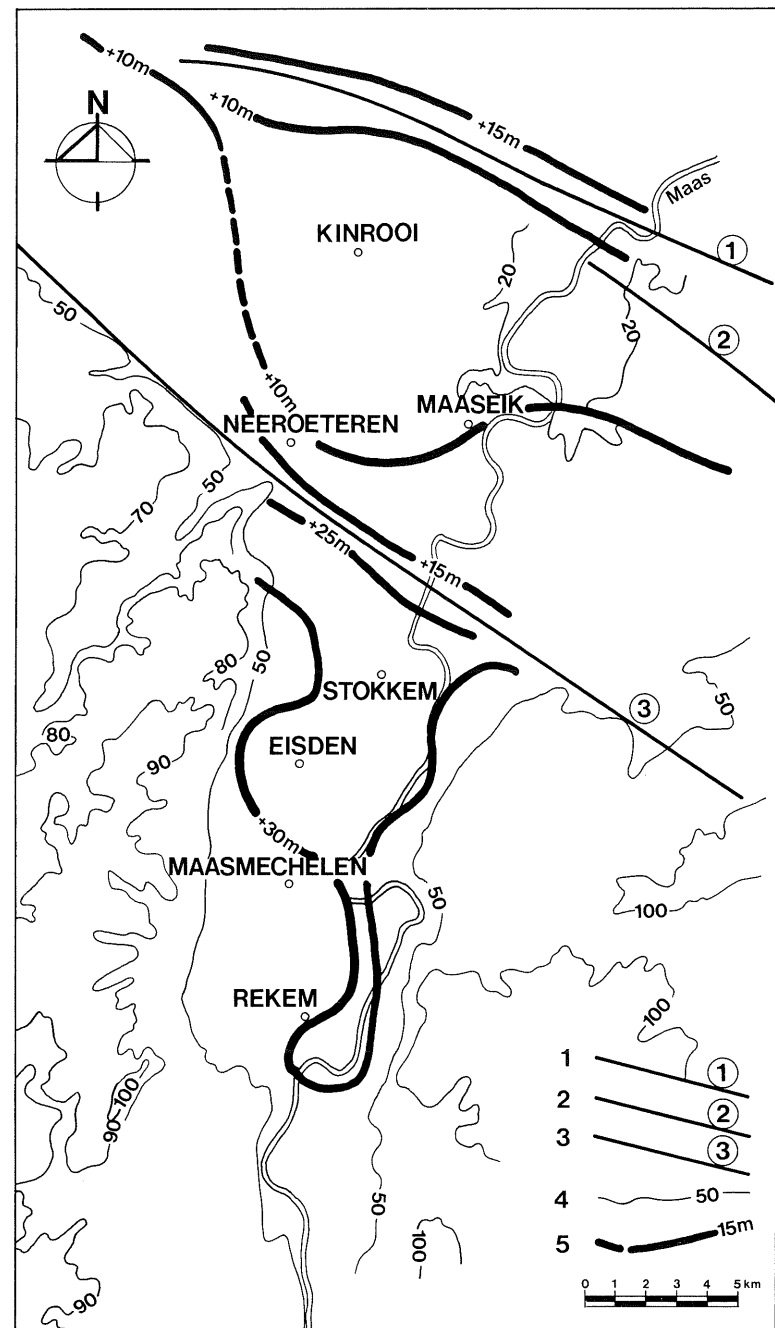 +10m
+15m
+10m
N
Maas
KINROOI
1
20
50
2
20
+10m
MAASEIK
NEEROETEREN
50
70
+25m
+15m
80
50
STOKKEM
50
3
80
90
EISDEN
+30m
MAASMECHELEN
50
100
REKEM
100
1 1
2 2
90-100
3 3
50
4 50
100
5 15m
90
0 1 2 3 4 5 km